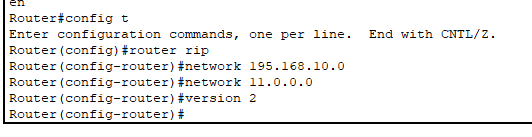 en
Router#config t
Enter configuration commands, one per line.  End with CNTL/Z.
Router(config)#router rip
Router(config-router)#network 195.168.10.0
Router(config-router)#network 11.0.0.0
Router(config-router)#version 2
Router(config-router)#